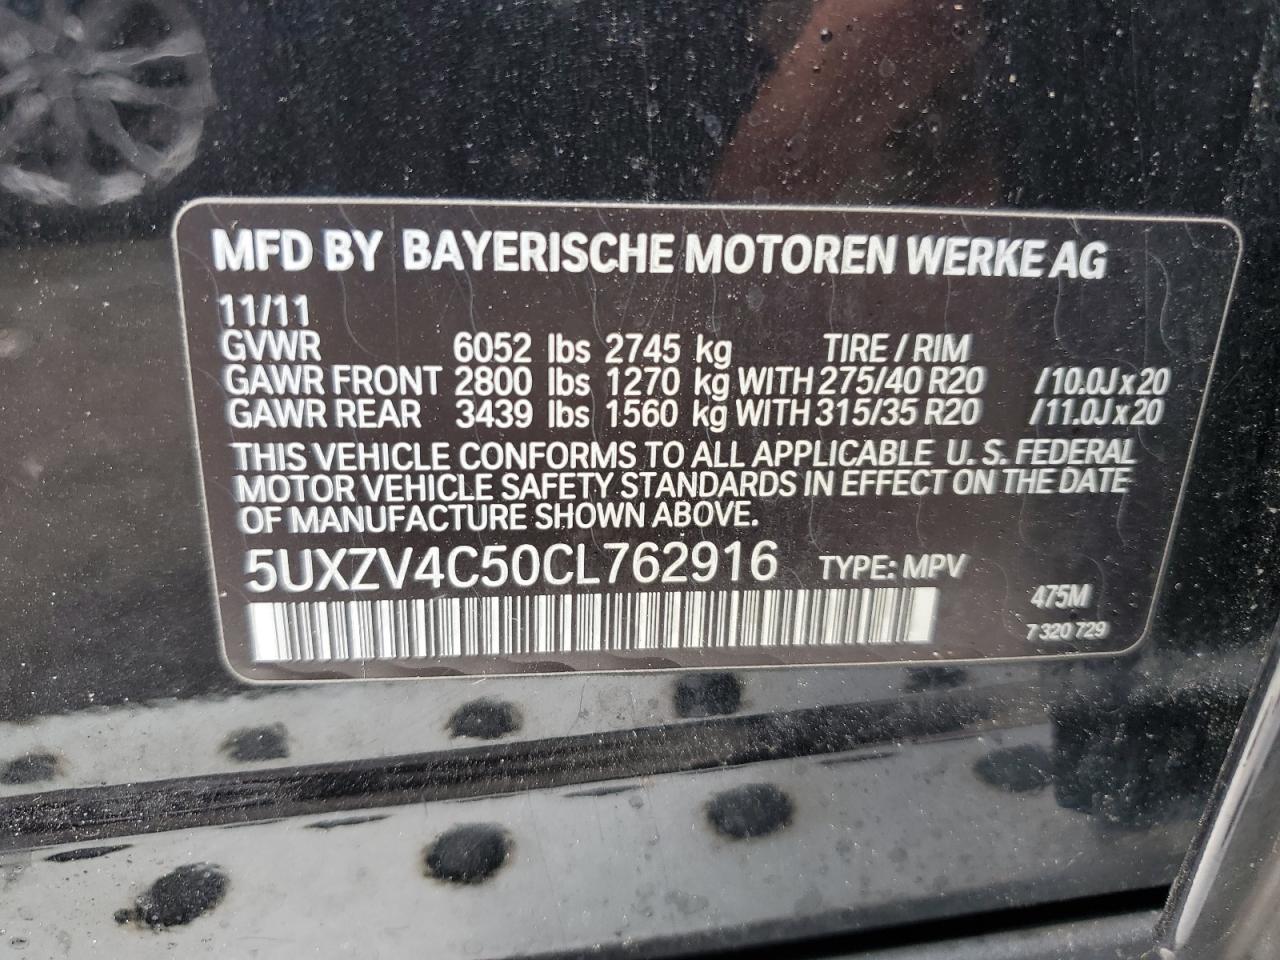 MFD BY BAYERISCHE MOTOREN WERKE AG
11/11
GVWR 6052 lbs 2745 kg TIRE / RIM
GAWR FRONT 2800 lbs 1270 kg WITH 275/40 R20 /10.0J x 20
GAWR REAR 3439 lbs 1560 kg WITH 315/35 R20 /11.0J x 20
THIS VEHICLE CONFORMS TO ALL APPLICABLE U. S. FEDERAL
MOTOR VEHICLE SAFETY STANDARDS IN EFFECT ON THE DATE
OF MANUFACTURE SHOWN ABOVE.
5UXZV4C50CL762916 TYPE: MPV
475M
7 320 729